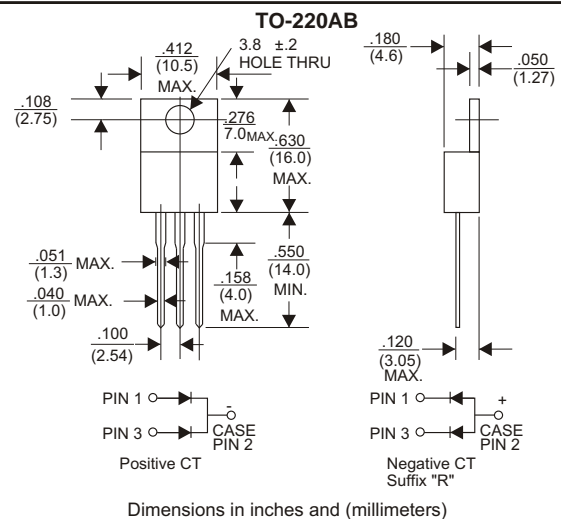 TO-220AB
.412
(10.5)
MAX.
3.8 ±.2
HOLE THRU
.180
(4.6)
.050
(1.27)
.108
(2.75)
.276
7.0MAX.
.630
(16.0)
MAX.
.051
(1.3) MAX.
.040
(1.0) MAX.
.158
(4.0)
MAX.
.550
(14.0)
MIN.
.100
(2.54)
.120
(3.05)
MAX.
PIN 1
-
PIN 3
CASE
PIN 2
Positive CT
PIN 1
+
PIN 3
CASE
PIN 2
Negative CT
Suffix "R"
Dimensions in inches and (millimeters)